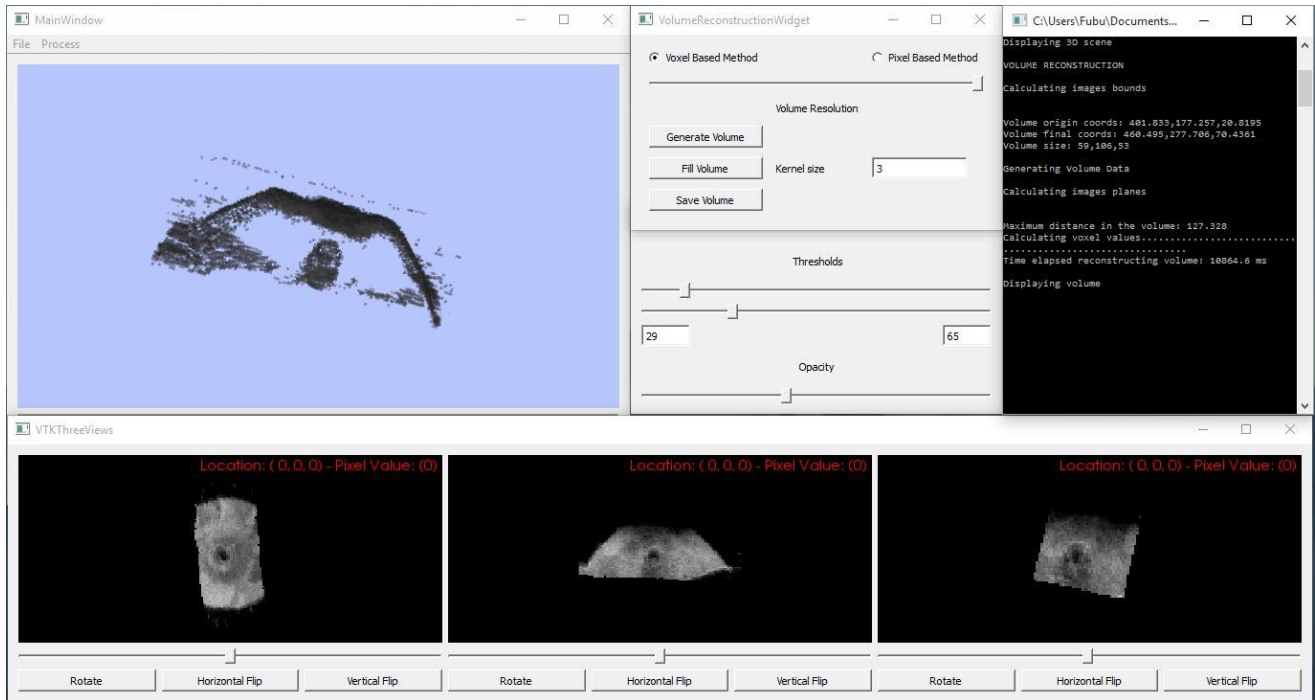 MainWindow
File Process
VolumeReconstructionWidget
Voxel Based Method
Pixel Based Method
Volume Resolution
Generate Volume
Fill Volume
Kernel size
3
Save Volume
Thresholds
29
65
Opacity
C:\Users\Fubu\Documents...
Displaying 3D scene
VOLUME RECONSTRUCTION
Calculating images bounds
Volume origin coords: 401.833,177.257,20.8195
Volume final coords: 460.495,277.706,70.4361
Volume size: 59,106,53
Generating Volume Data
Calculating images planes
Maximum distance in the volume: 127.328
Calculating voxel values...........................
................................
Time elapsed reconstructing volume: 10864.6 ms
Displaying volume
VTKThreeViews
Location: ( 0, 0, 0) - Pixel Value: (0)
Location: ( 0, 0, 0) - Pixel Value: (0)
Location: ( 0, 0, 0) - Pixel Value: (0)
Rotate
Horizontal Flip
Vertical Flip
Rotate
Horizontal Flip
Vertical Flip
Rotate
Horizontal Flip
Vertical Flip